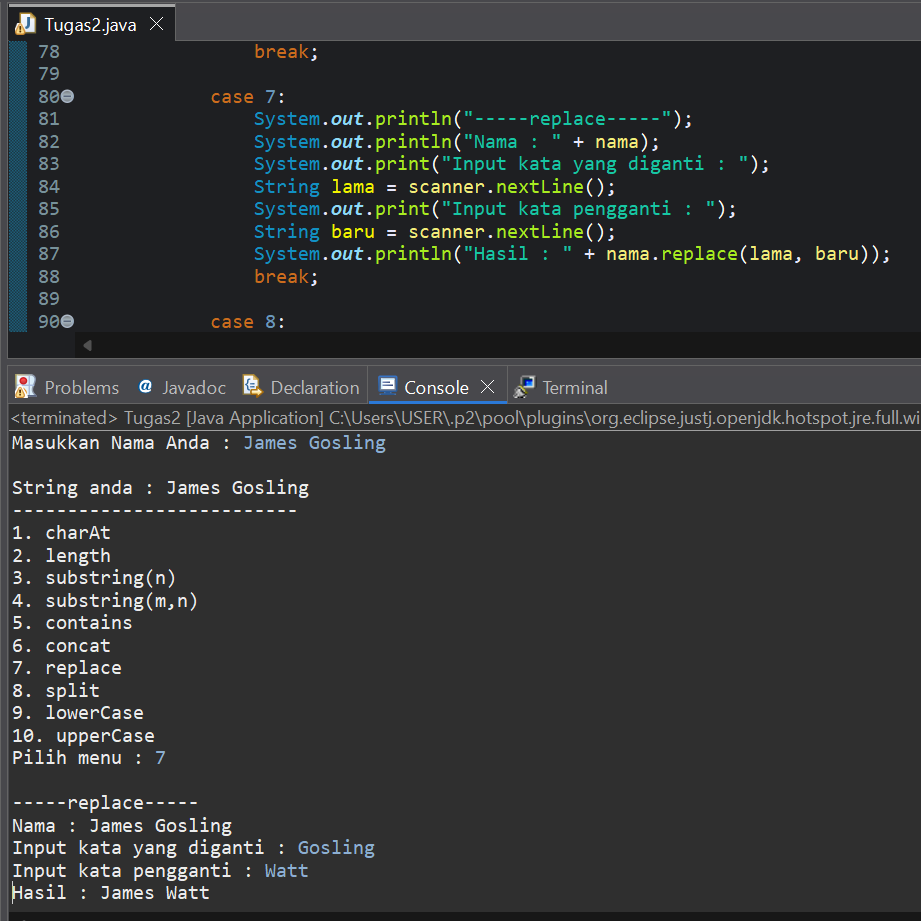 Tugas2.java
78 break;
79
80 case 7:
81 System.out.println("-----replace-----");
82 System.out.println("Nama : " + nama);
83 System.out.print("Input kata yang diganti : ");
84 String lama = scanner.nextLine();
85 System.out.print("Input kata pengganti : ");
86 String baru = scanner.nextLine();
87 System.out.println("Hasil : " + nama.replace(lama, baru));
88 break;
89
90 case 8:
Problems @ Javadoc Declaration Console Terminal
<terminated> Tugas2 [Java Application] C:\Users\USER\.p2\pool\plugins\org.eclipse.justj.openjdk.hotspot.jre.full.wi
Masukkan Nama Anda : James Gosling
String anda : James Gosling
--------------------------
1. charAt
2. length
3. substring(n)
4. substring(m,n)
5. contains
6. concat
7. replace
8. split
9. lowerCase
10. upperCase
Pilih menu : 7
-----replace-----
Nama : James Gosling
Input kata yang diganti : Gosling
Input kata pengganti : Watt
Hasil : James Watt